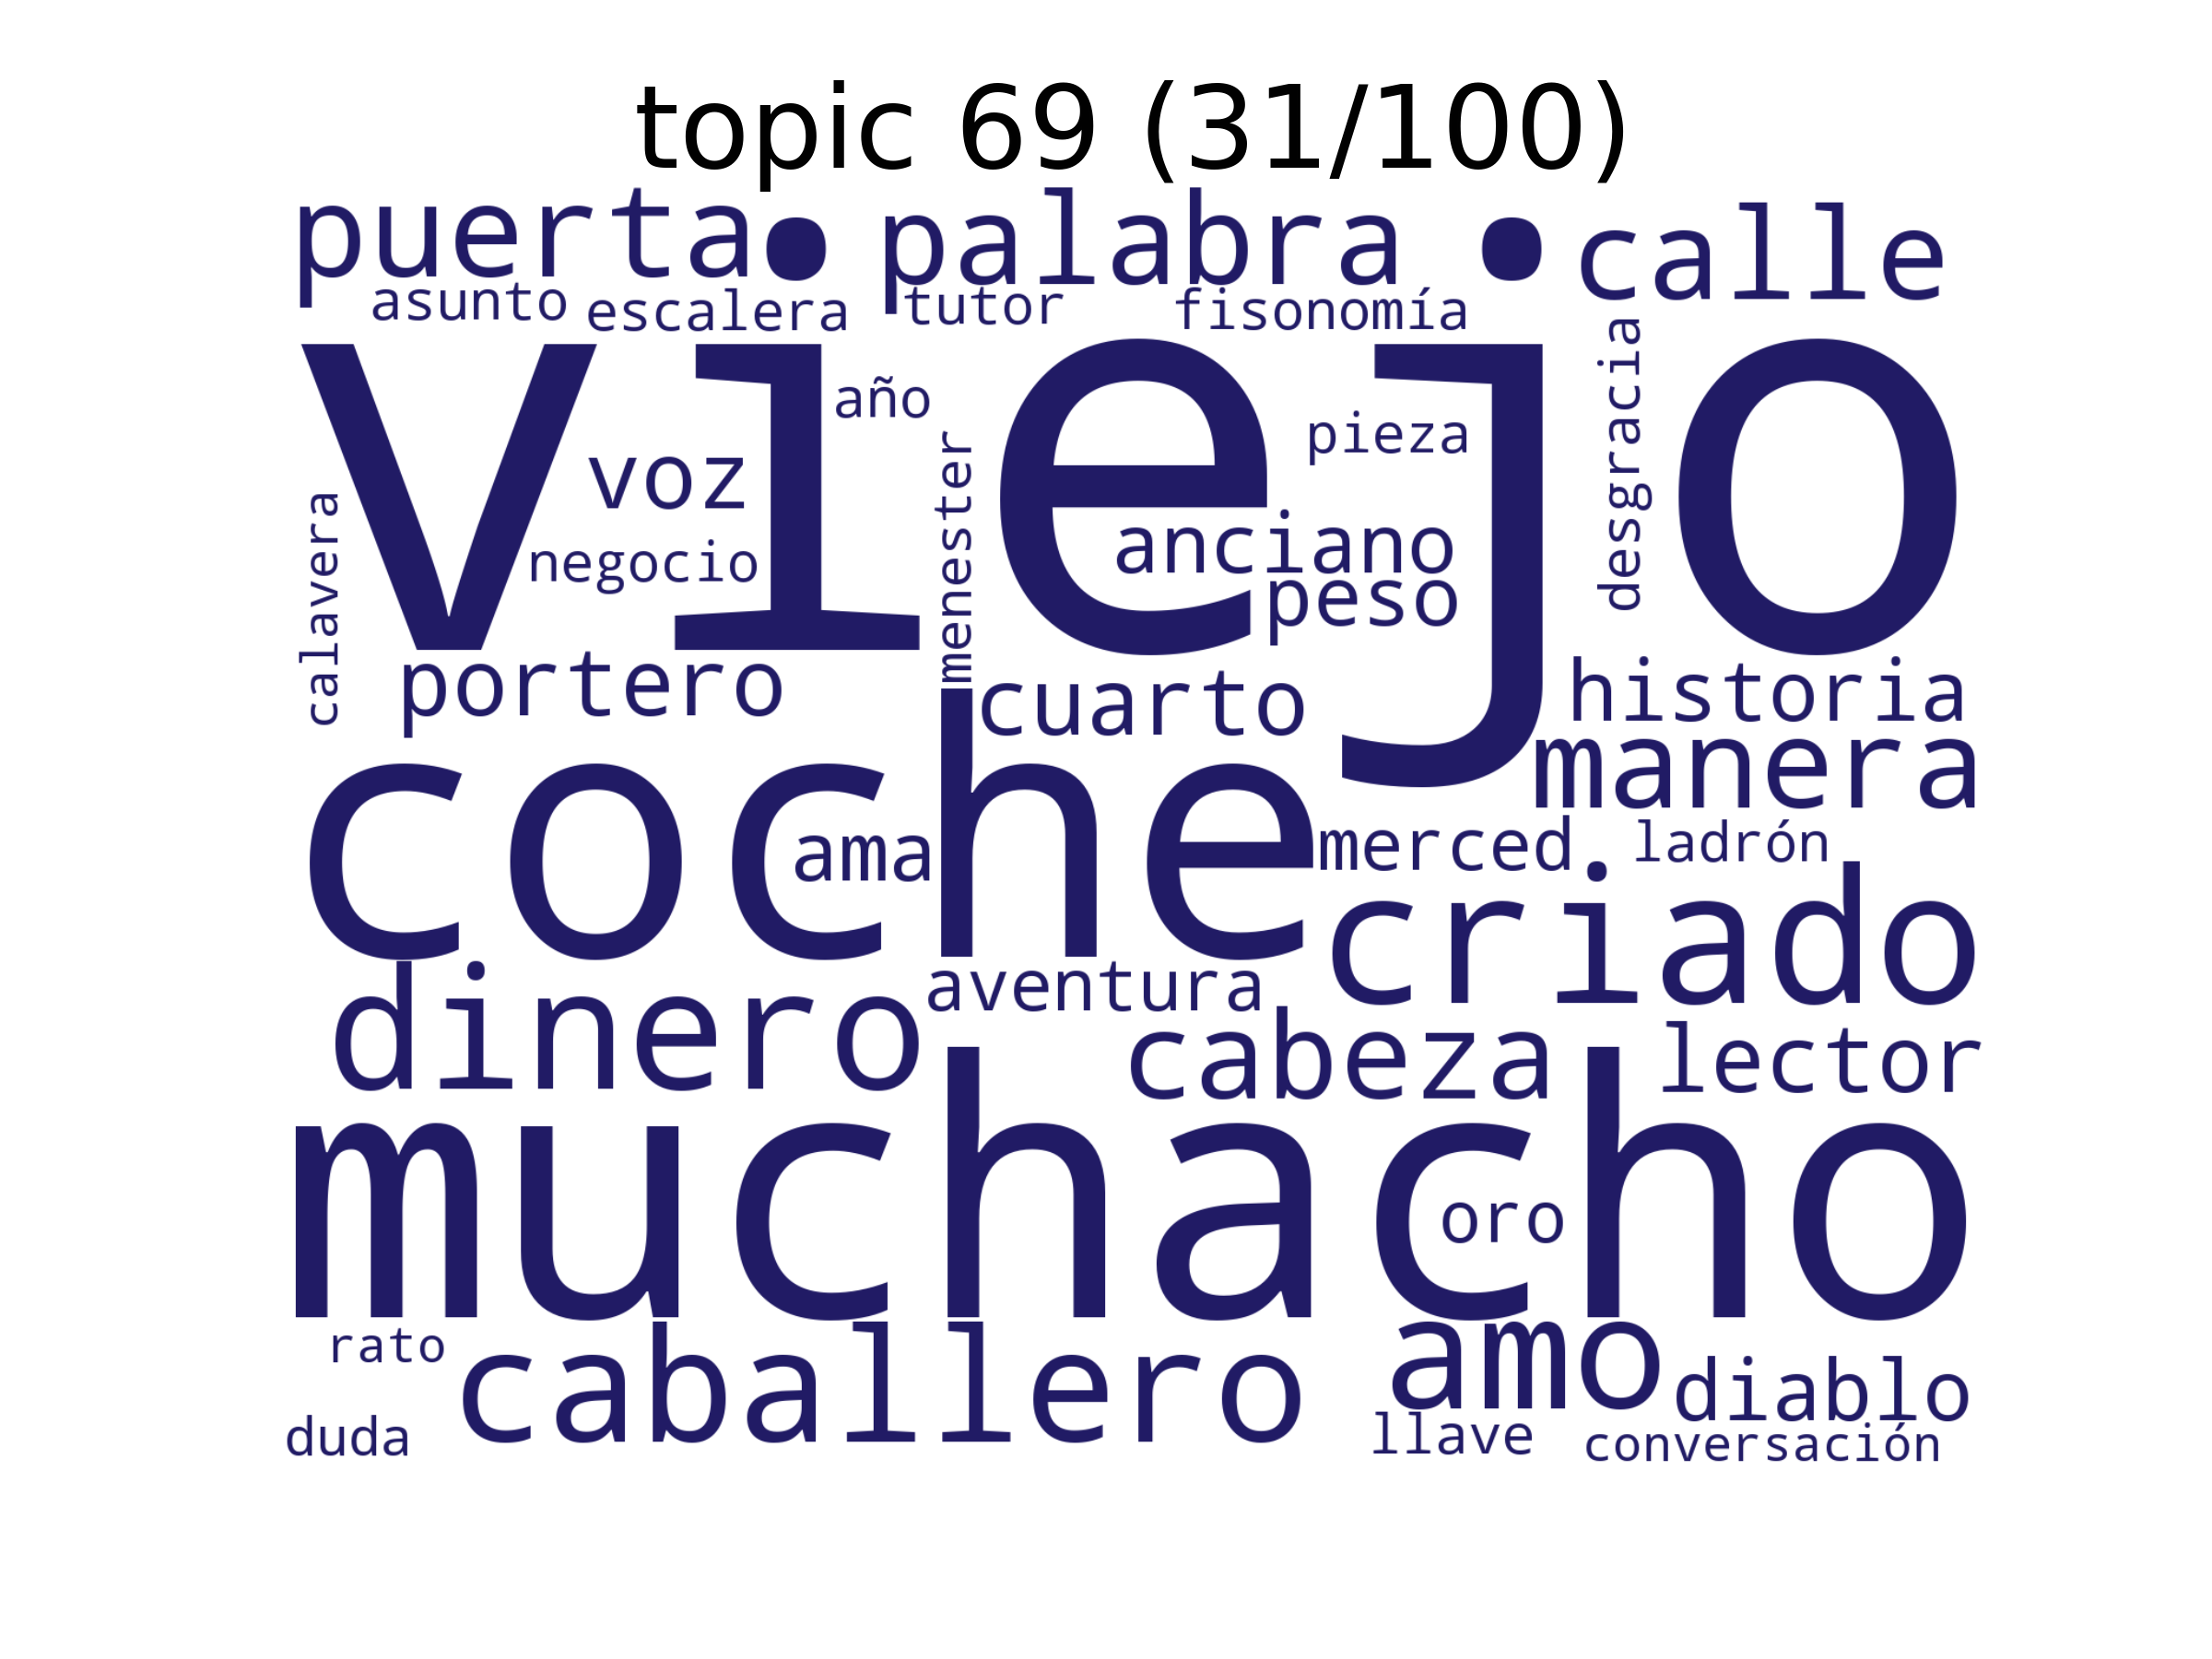 topic 69 (31/100)
puerta palabra calle
asunto escalera tutor fisonomía
viejo
año
pieza
desgracia
voz
menester
calavera
negocio
anciano
peso
portero
cuarto
historia
manera
coche
ama
merced
ladrón
criado
dinero
aventura
cabeza
lector
muchacho
oro
rato
caballero
amo
diablo
duda
llave
conversación